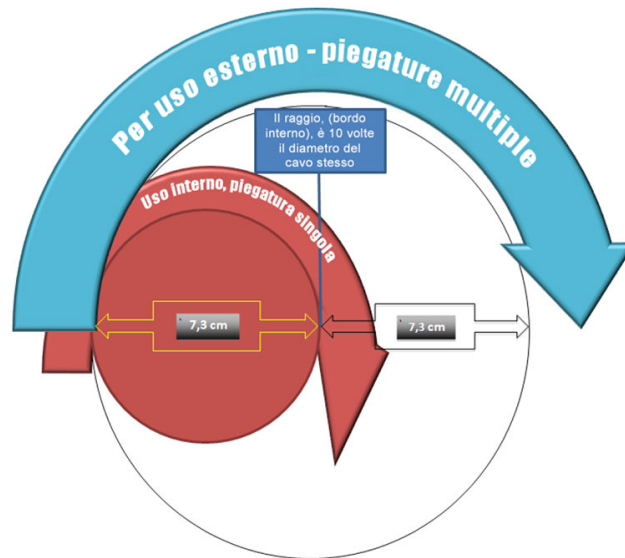 Per uso esterno - piegature multiple
Il raggio, (bordo
interno), è 10 volte
il diametro del
cavo stesso
Uso interno, piegatura singola
7,3 cm
7,3 cm